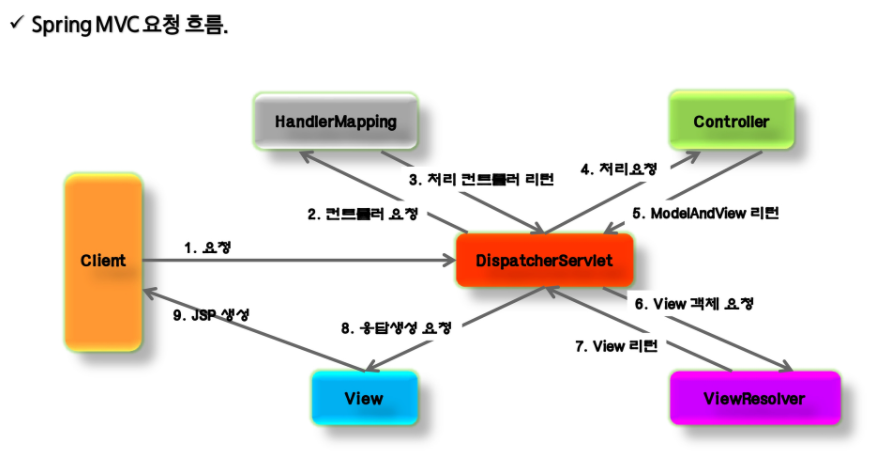 ✓ Spring MVC 요청 흐름.
HandlerMapping
Controller
3. 처리 컨트롤러 리턴
4. 처리요청
2. 컨트롤러 요청
5. ModelAndView 리턴
1. 요청
Client
DispatcherServlet
9. JSP 생성
8. 응답생성 요청
6. View 객체 요청
7. View 리턴
View
ViewResolver